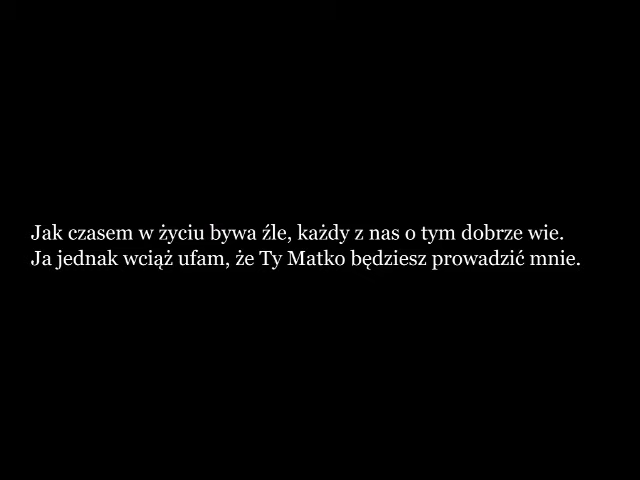 Jak czasem w życiu bywa źle, każdy z nas o tym dobrze wie.
Ja jednak wciąż ufam, że Ty Matko będziesz prowadzić mnie.